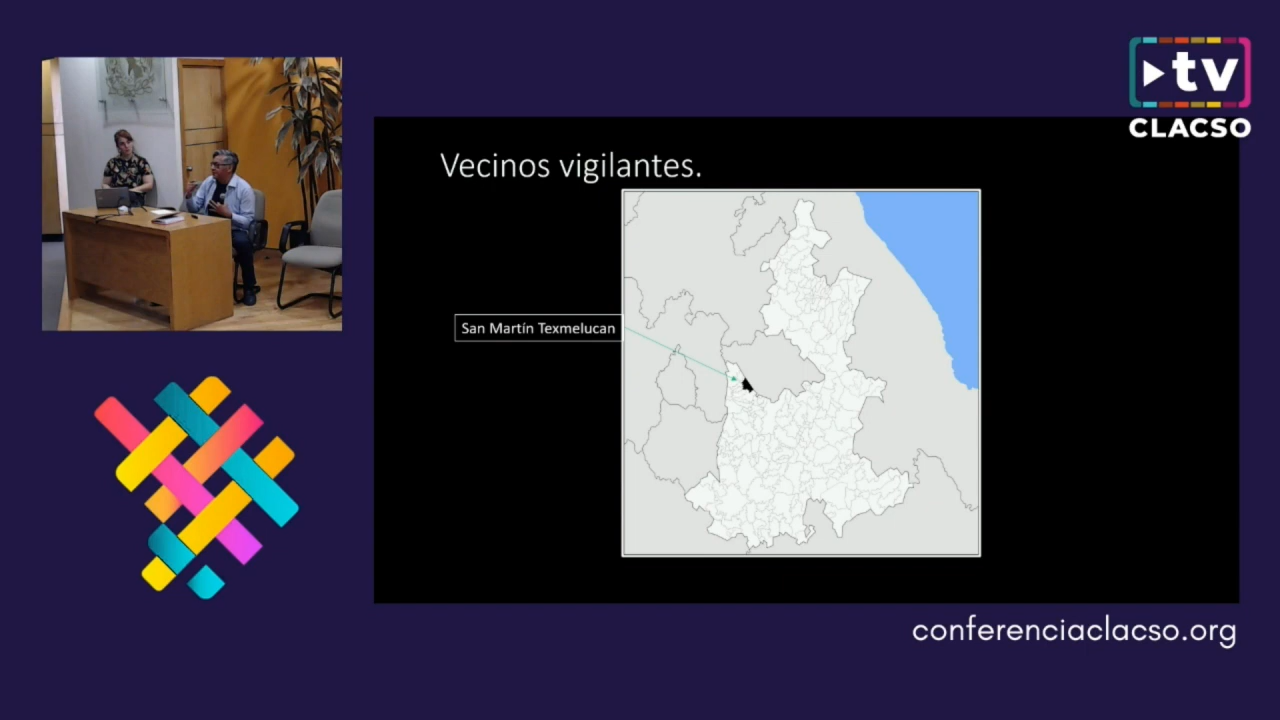 tv
CLACSO
Vecinos vigilantes.
San Martín Texmelucan
conferenciaclacso.org